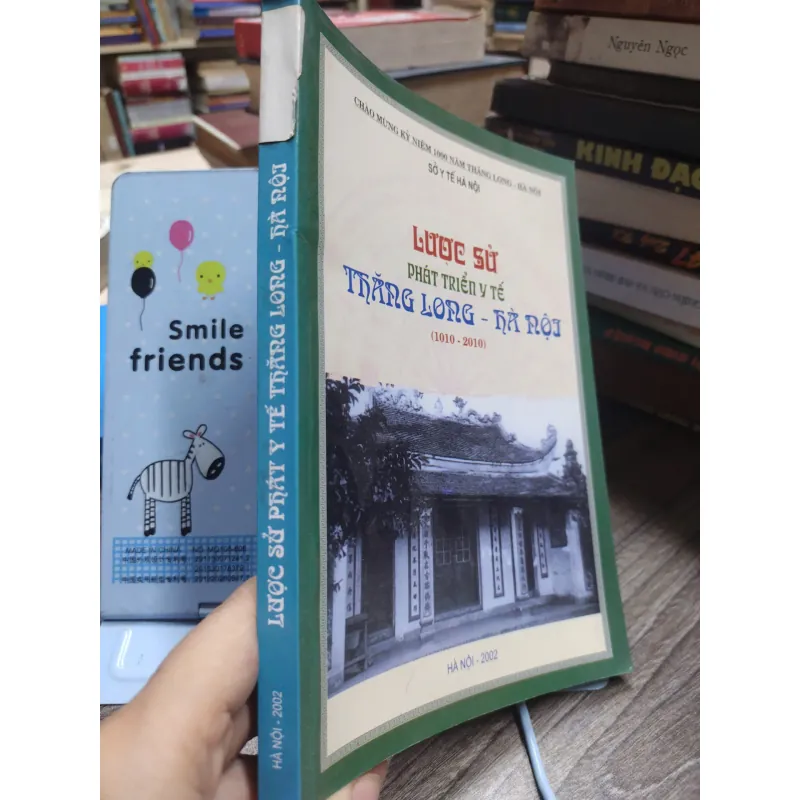 CHÀO MỪNG KỶ NIỆM 1000 NĂM THĂNG LONG - HÀ NỘI
SỞ Y TẾ HÀ NỘI
LƯỢC SỬ
PHÁT TRIỂN Y TẾ
THĂNG LONG - HÀ NỘI
(1010 - 2010)
HÀ NỘI - 2002
LƯỢC SỬ PHÁT Y TẾ THĂNG LONG - HÀ NỘI
HÀ NỘI - 2002
Smile
friends
Nguyên Ngọc
KINH ĐẠO